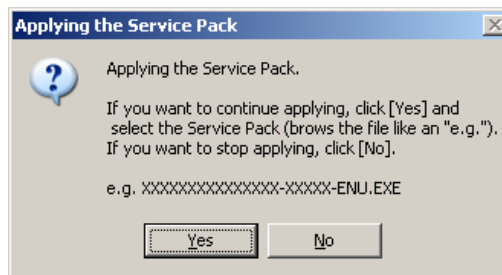 Applying the Service Pack
Applying the Service Pack.
If you want to continue applying, click [Yes] and
select the Service Pack (brows the file like an "e.g.").
If you want to stop applying, click [No].
e.g. XXXXXXXXXXXXXXX-XXXXX-ENU.EXE
Yes No